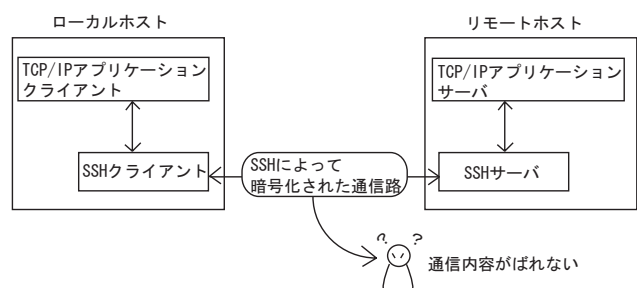 ローカルホスト
リモートホスト
TCP/IPアプリケーション
クライアント
TCP/IPアプリケーション
サーバ
SSHクライアント
SSHによって
暗号化された通信路
SSHサーバ
? ?
通信内容がばれない